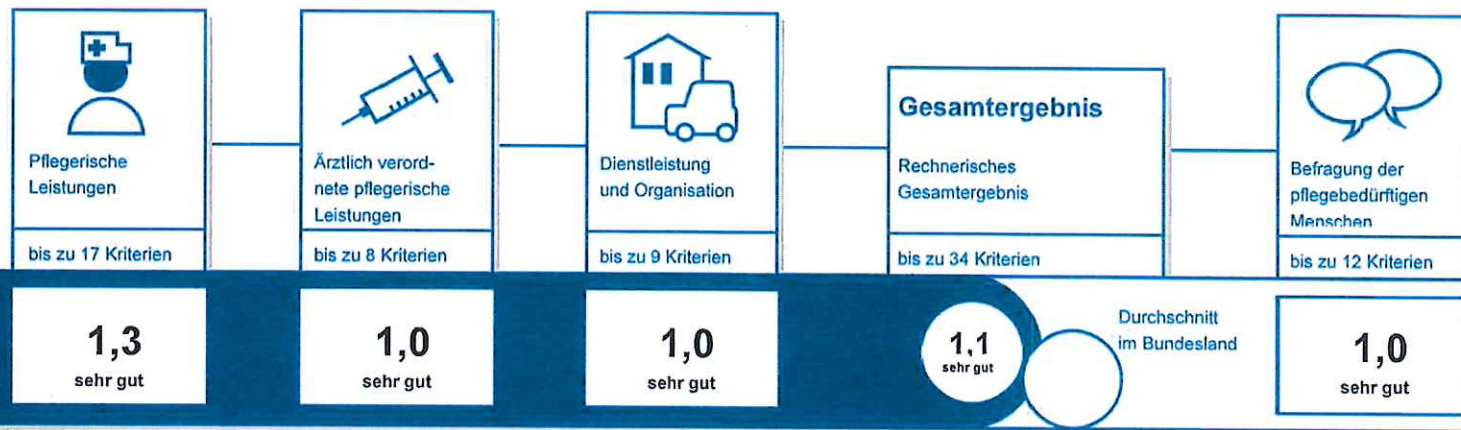 Pflegerische
Leistungen
bis zu 17 Kriterien
1,3
sehr gut
Ärztlich verord-
nete pflegerische
Leistungen
bis zu 8 Kriterien
1,0
sehr gut
Dienstleistung
und Organisation
bis zu 9 Kriterien
1,0
sehr gut
Gesamtergebnis
Rechnerisches
Gesamtergebnis
bis zu 34 Kriterien
1,1
sehr gut
Durchschnitt
im Bundesland
Befragung der
pflegebedürftigen
Menschen
bis zu 12 Kriterien
1,0
sehr gut